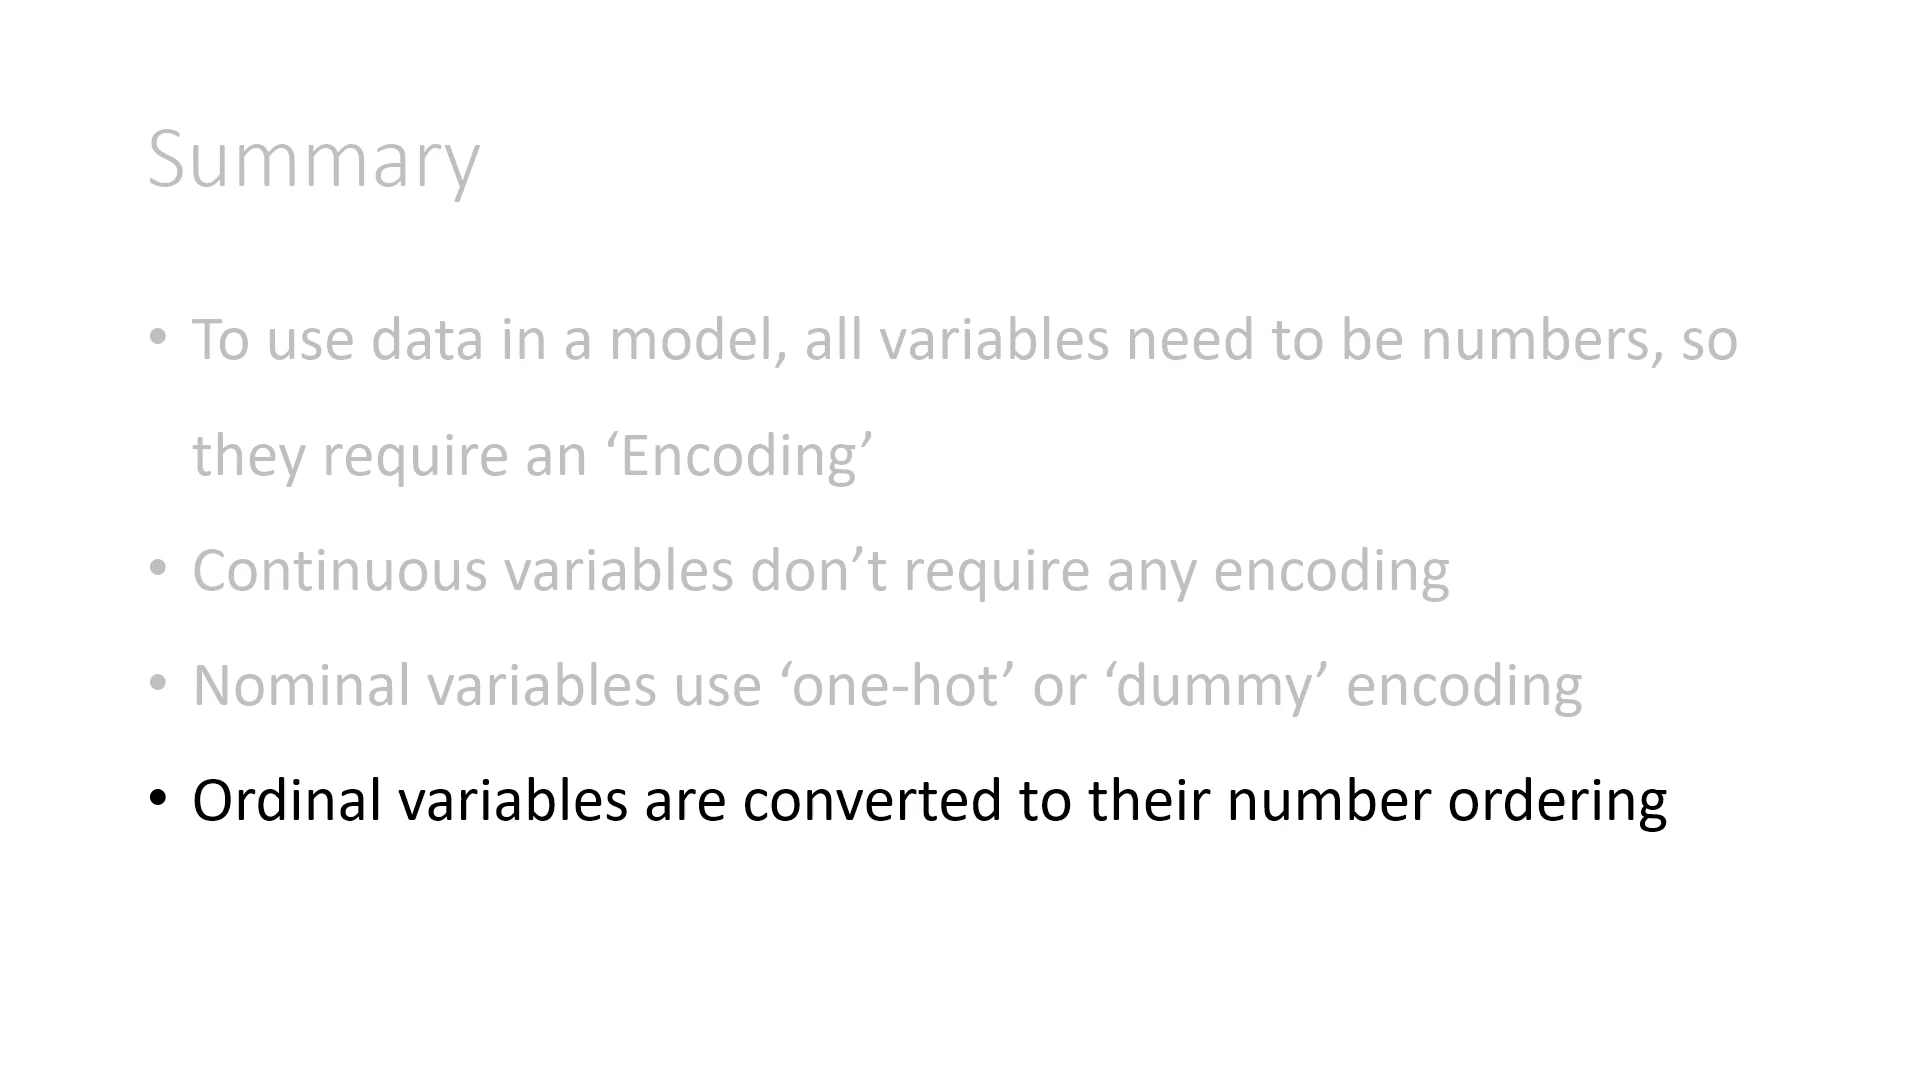 Summary
• To use data in a model, all variables need to be numbers, so
they require an ‘Encoding’
• Continuous variables don’t require any encoding
• Nominal variables use ‘one-hot’ or ‘dummy’ encoding
• Ordinal variables are converted to their number ordering